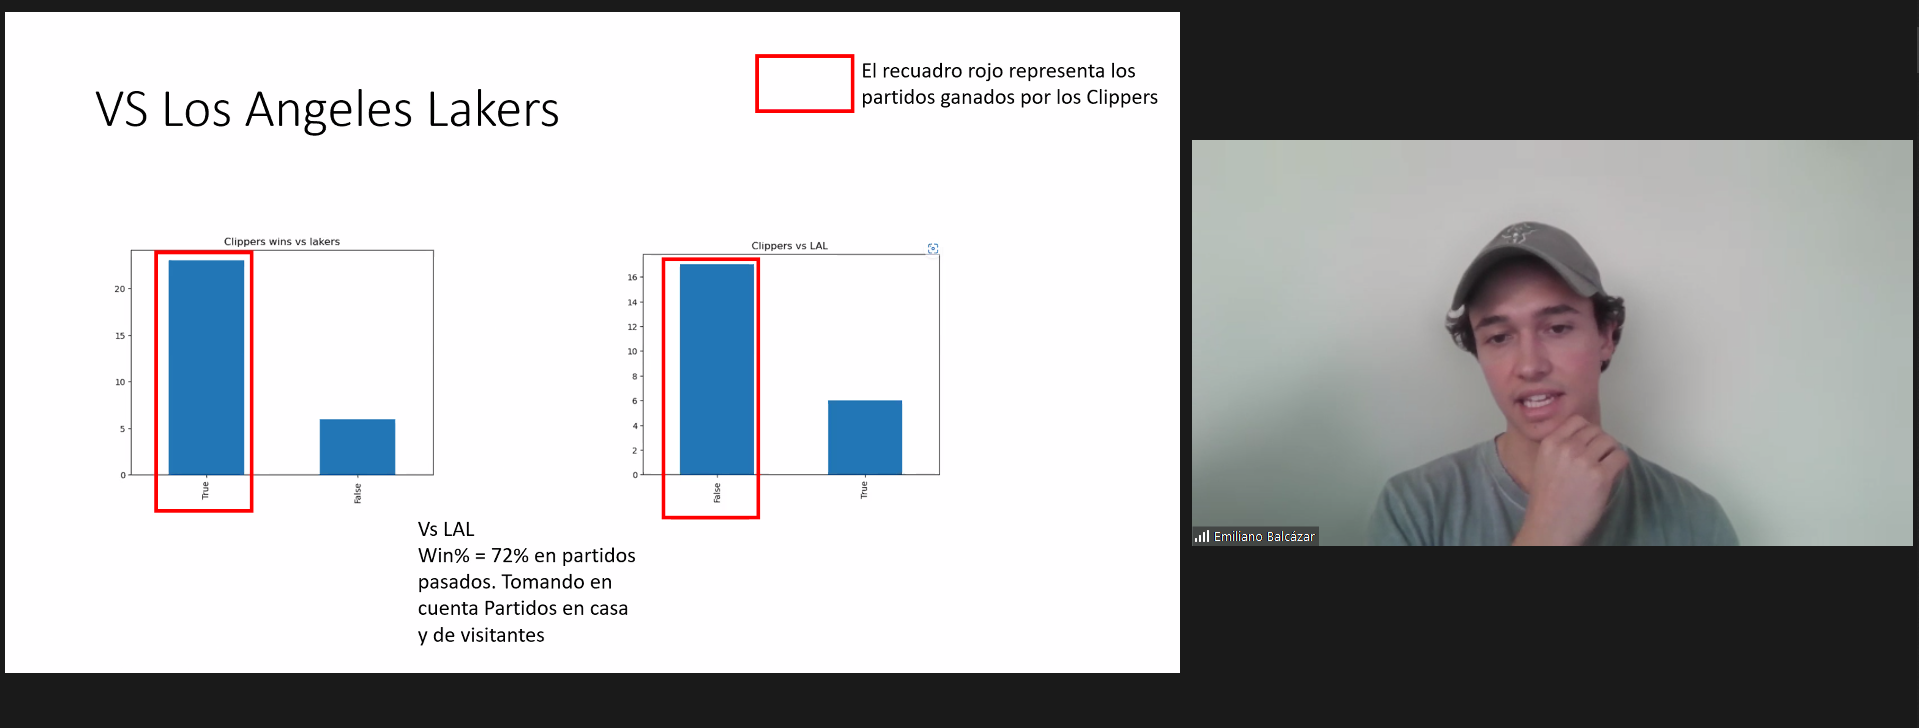 El recuadro rojo representa los
partidos ganados por los Clippers
VS Los Angeles Lakers
Clippers wins vs lakers
20
15
10
5
0
True
False
Clippers vs LAL
16
14
12
10
8
6
4
2
0
False
True
Vs LAL
Win% = 72% en partidos
pasados. Tomando en
cuenta Partidos en casa
y de visitantes
Emiliano Balcázar